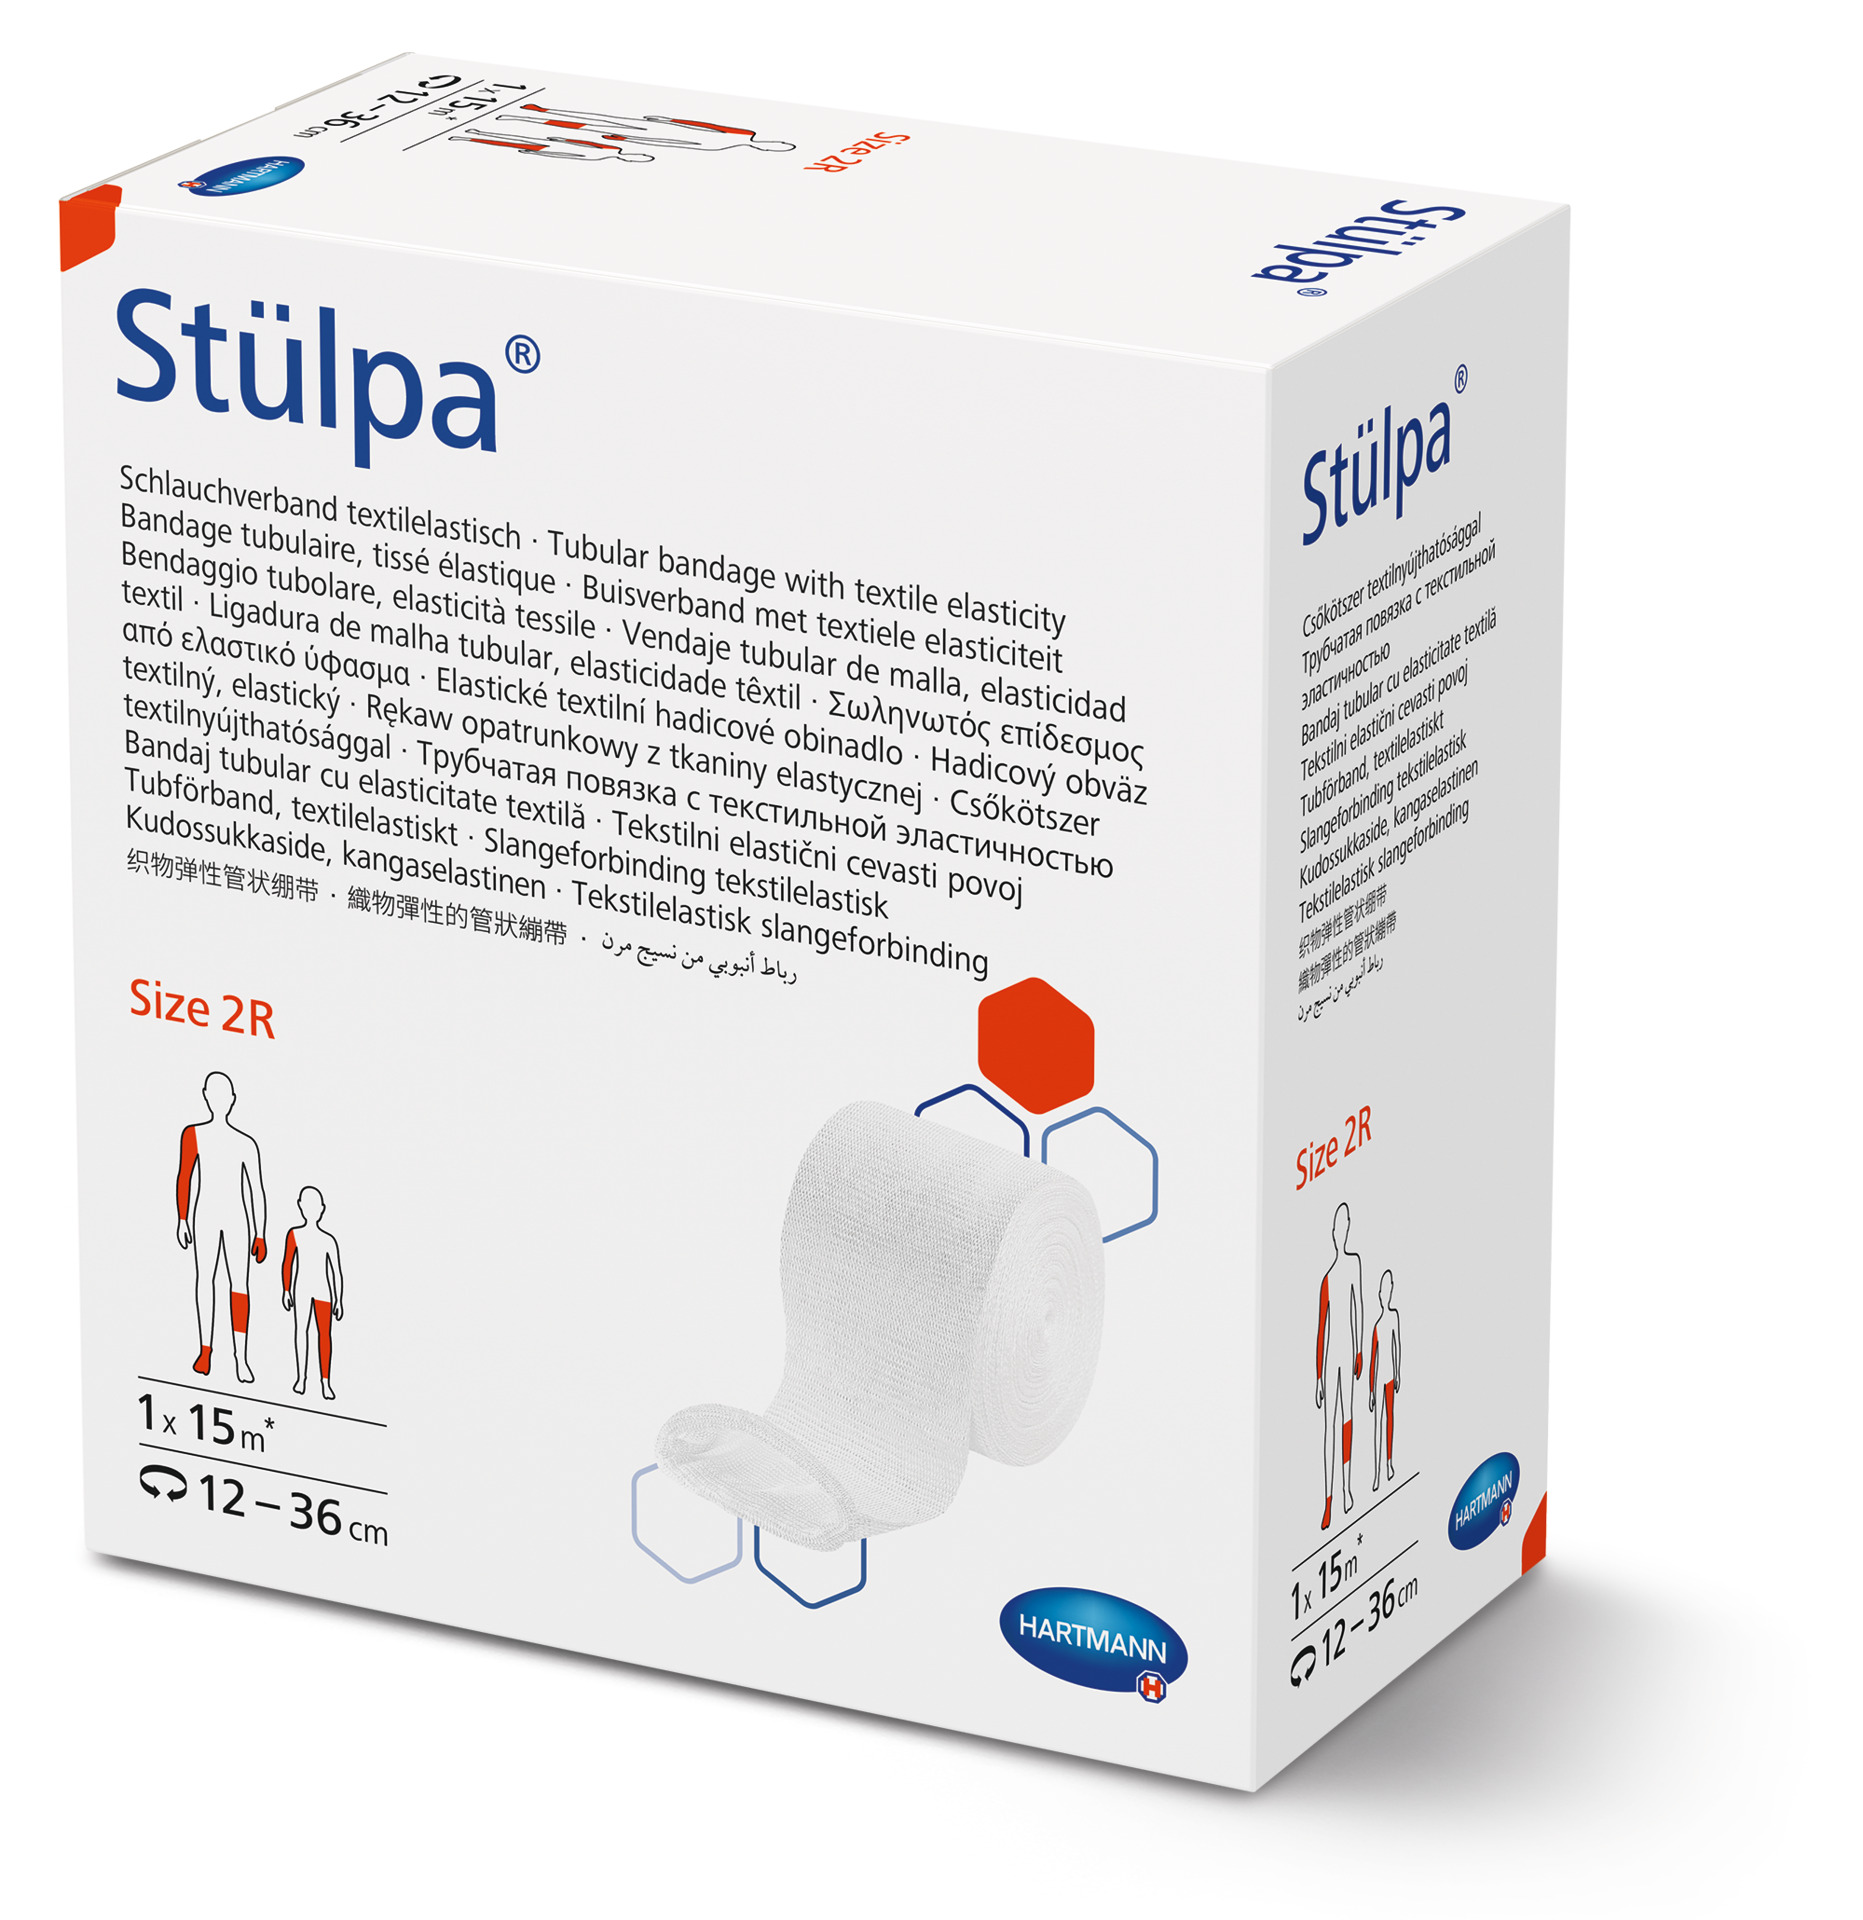 12–36 cm
1 x 15 m*
Size 2R
HARTMANN
Stülpa®
Stülpa®
Schlauchverband textilelastisch · Tubular bandage with textile elasticity
Bandage tubulaire, tissé élastique · Buisverband met textiele elasticiteit
Bendaggio tubolare, elasticità tessile · Vendaje tubular de malla, elasticidad
textil · Ligadura de malha tubular, elasticidade têxtil · Σωληνωτός επίδεσμος
από ελαστικό ύφασμα · Elastické textilní hadicové obinadlo · Hadicový obväz
textilný, elastický · Rękaw opatrunkowy z tkaniny elastycznej · Csőkötszer
textilnyújthatósággal · Трубчатая повязка с текстильной эластичностью
Bandaj tubular cu elasticitate textilă · Tekstilni elastični cevasti povoj
Tubförband, textilelastiskt · Slangeforbinding tekstilelastisk
Kudossukkaside, kangaselastinen · Tekstilelastisk slangeforbinding
织物弹性管状绷带 · 織物彈性的管狀繃帶 · رباط أنبوبي من نسيج مرن
Size 2R
1 x 15 m*
12–36 cm
HARTMANN
Stülpa®
Csőkötszer textilnyújthatósággal
Трубчатая повязка с текстильной
эластичностью
Bandaj tubular cu elasticitate textilă
Tekstilni elastični cevasti povoj
Tubförband, textilelastiskt
Slangeforbinding tekstilelastisk
Kudossukkaside, kangaselastinen
Tekstilelastisk slangeforbinding
织物弹性管状绷带
織物彈性的管狀繃帶
رباط أنبوبي من نسيج مرن
Size 2R
HARTMANN
1 x 15 m*
12–36 cm